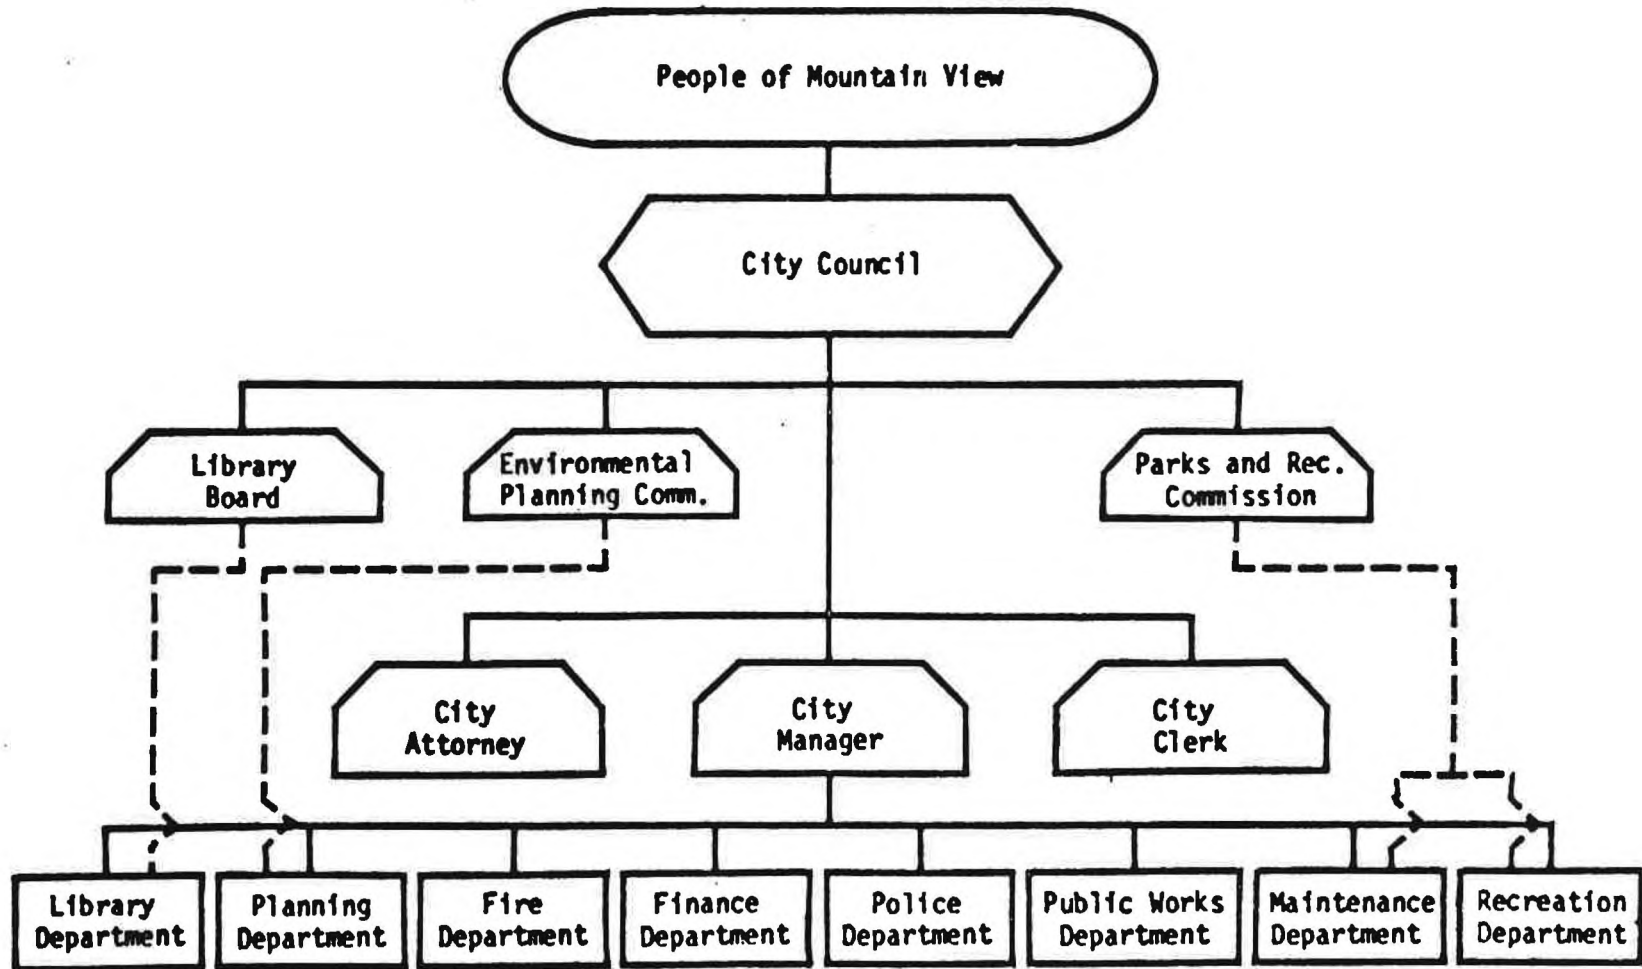 People of Mountain View
City Council
Library
Board
Environmental
Planning Comm.
Parks and Rec.
Commission
City
Attorney
City
Manager
City
Clerk
Library
Department
Planning
Department
Fire
Department
Finance
Department
Police
Department
Public Works
Department
Maintenance
Department
Recreation
Department